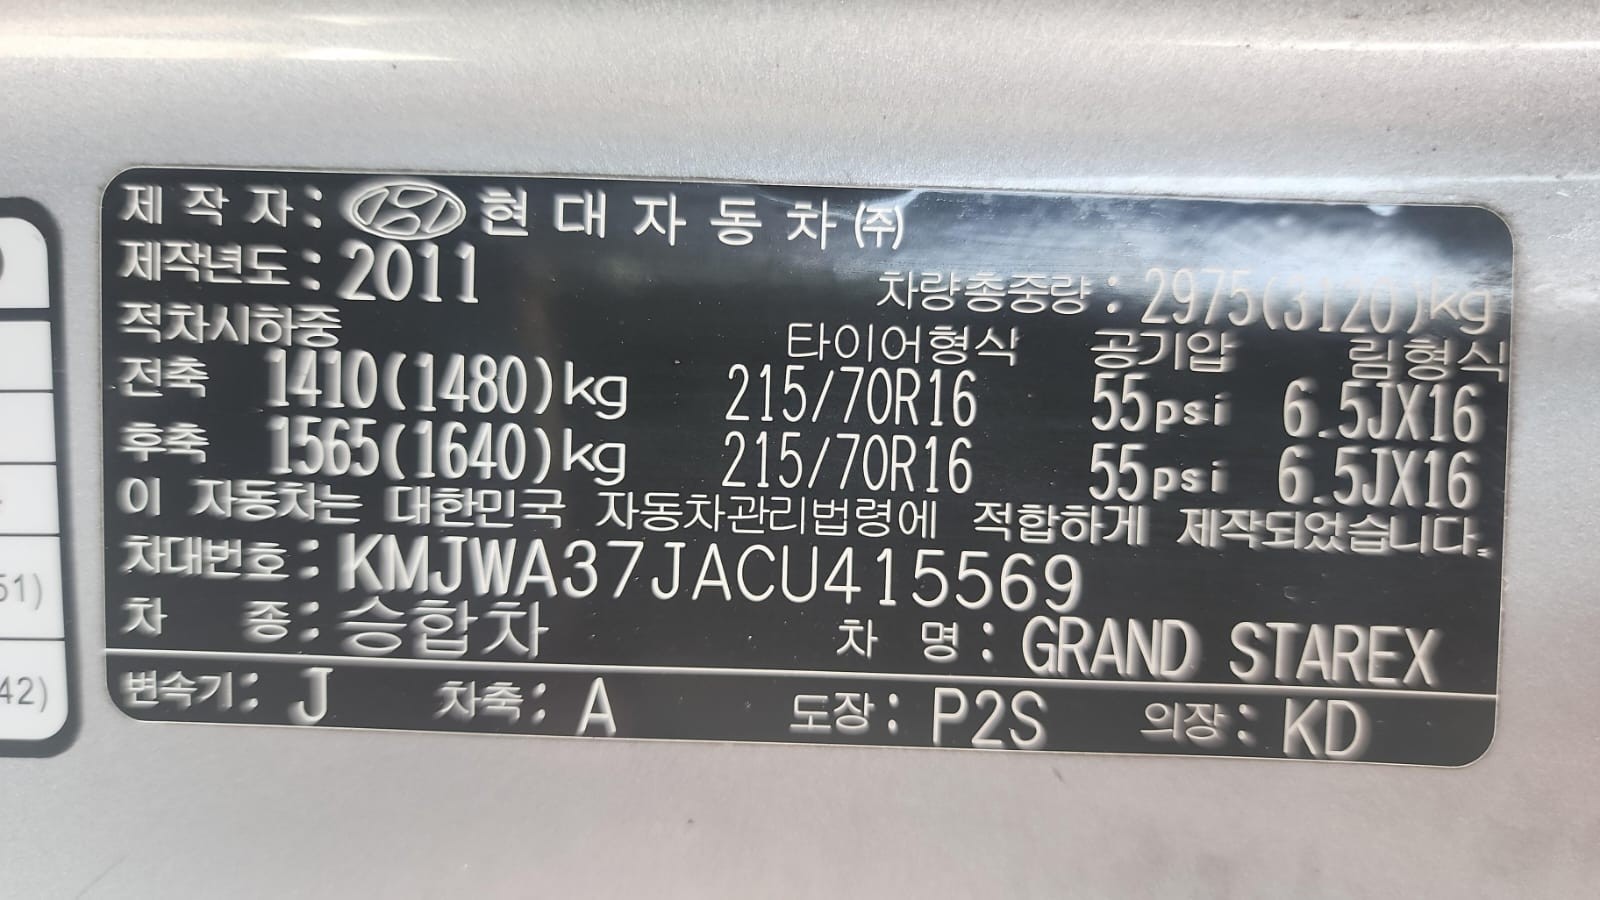 제작자: 현대자동차㈜
제작년도: 2011 차량총중량: 2975(3120)kg
적차시하중 타이어형식 공기압 림형식
전축 1410(1480)kg 215/70R16 55psi 6.5JX16
후축 1565(1640)kg 215/70R16 55psi 6.5JX16
이 자동차는 대한민국 자동차관리법령에 적합하게 제작되었습니다.
차대번호: KMJWA37JACU415569
차 종: 승합차 차 명: GRAND STAREX
변속기: J 차축: A 도장: P2S 외장: KD
51)
42)